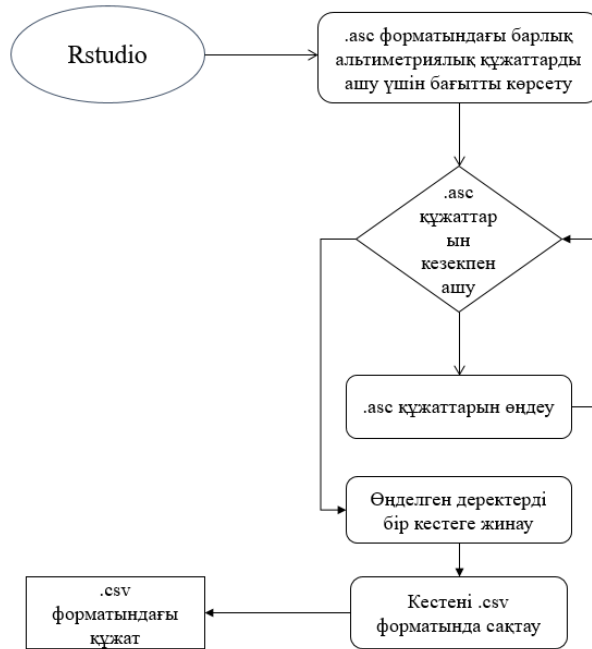 Rstudio
.asc форматындағы барлық
альтиметриялық құжаттарды
ашу үшін бағытты көрсету
.asc
құжаттар
ын
кезекпен
ашу
.asc құжаттарын өңдеу
Өңделген деректерді
бір кестеге жинау
Кестені .csv
форматында сақтау
.csv
форматындағы
құжат